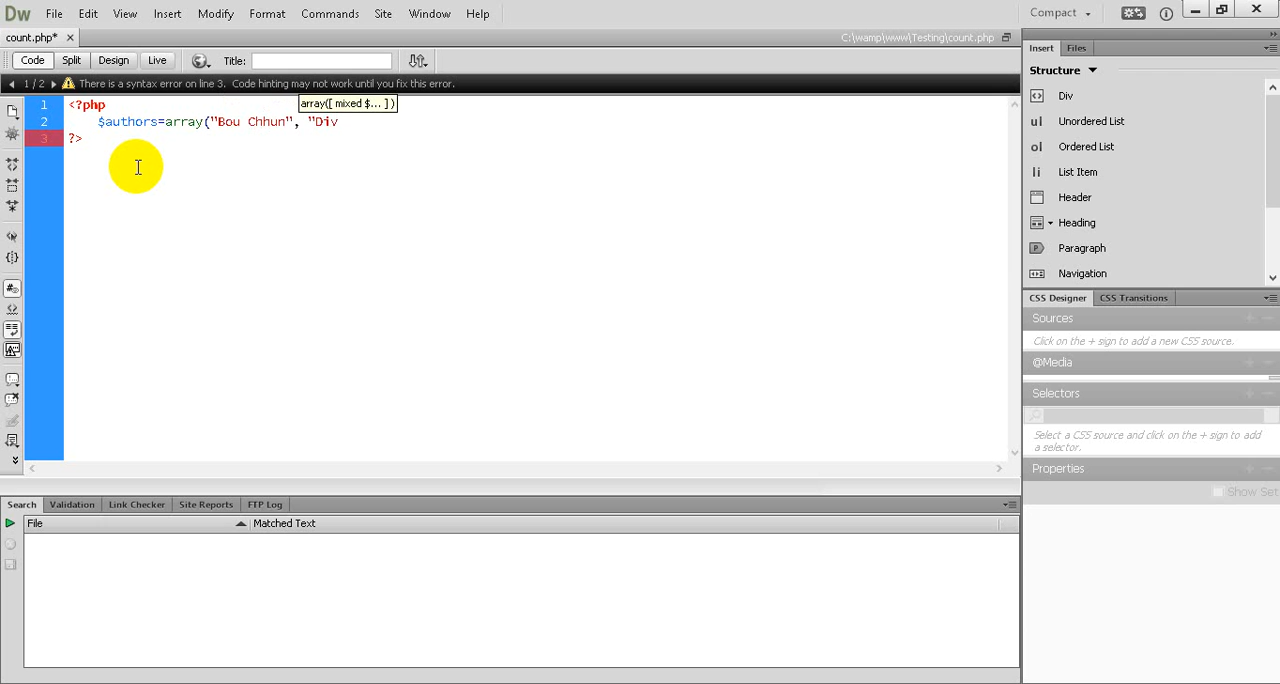 Dw File Edit View Insert Modify Format Commands Site Window Help Compact
count.php* C:\wamp\www\Testing\count.php
Code Split Design Live Title:
1 / 2 There is a syntax error on line 3. Code hinting may not work until you fix this error.
array([ mixed $... ])
1 <?php
2 $authors=array("Bou Chhun", "Div
3 ?>
Insert Files
Structure
Div
ul Unordered List
ol Ordered List
li List Item
Header
Heading
Paragraph
Navigation
CSS Designer CSS Transitions
Sources
Click on the + sign to add a new CSS source.
@Media
Selectors
Select a CSS source and click on the + sign to add
a selector.
Properties
Show Set
Search Validation Link Checker Site Reports FTP Log
File Matched Text